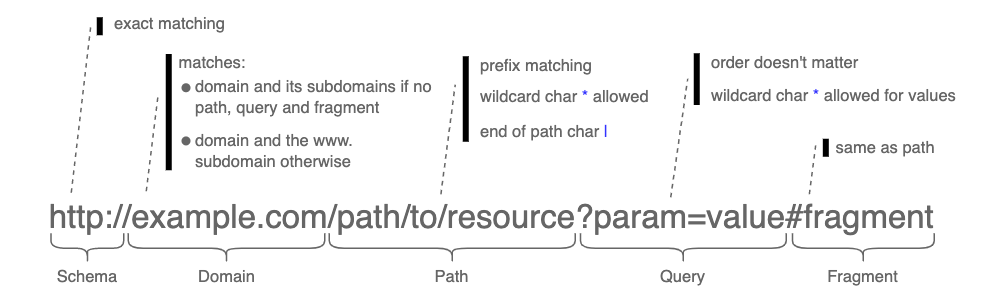 exact matching
matches:
● domain and its subdomains if no
path, query and fragment
● domain and the www.
subdomain otherwise
prefix matching
wildcard char * allowed
end of path char |
order doesn't matter
wildcard char * allowed for values
same as path
http://example.com/path/to/resource?param=value#fragment
Schema
Domain
Path
Query
Fragment